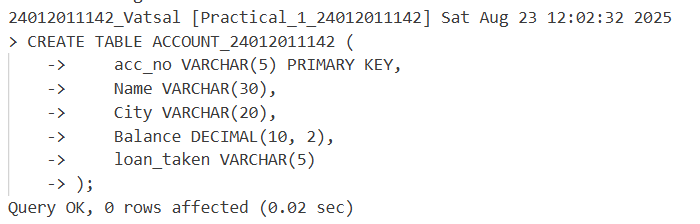 24012011142_Vatsal [Practical_1_24012011142] Sat Aug 23 12:02:32 2025
> CREATE TABLE ACCOUNT_24012011142 (
    ->     acc_no VARCHAR(5) PRIMARY KEY,
    ->     Name VARCHAR(30),
    ->     City VARCHAR(20),
    ->     Balance DECIMAL(10, 2),
    ->     loan_taken VARCHAR(5)
    -> );
Query OK, 0 rows affected (0.02 sec)